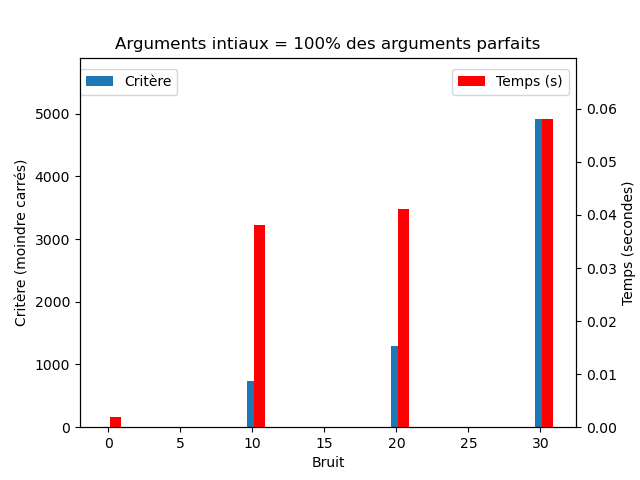 Arguments intiaux = 100% des arguments parfaits
Critère
Temps (s)
Critère (moindre carrés)
5000
4000
3000
2000
1000
0
0.06
0.05
0.04
0.03
0.02
0.01
0.00
Temps (secondes)
0 5 10 15 20 25 30
Bruit